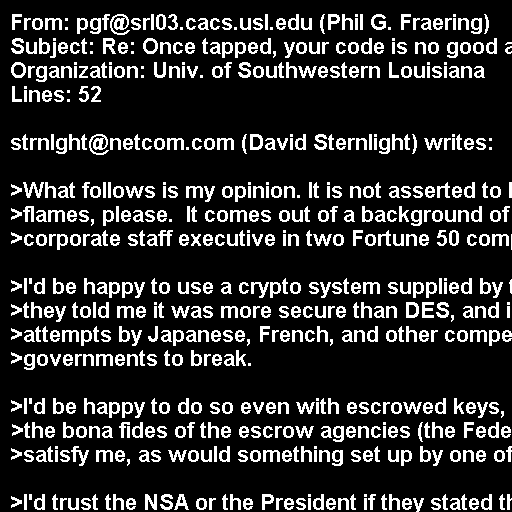 From: pgf@srl03.cacs.usl.edu (Phil G. Fraering)
Subject: Re: Once tapped, your code is no good a
Organization: Univ. of Southwestern Louisiana
Lines: 52

strnlght@netcom.com (David Sternlight) writes:

>What follows is my opinion. It is not asserted to
>flames, please.  It comes out of a background of
>corporate staff executive in two Fortune 50 com

>I'd be happy to use a crypto system supplied by
>they told me it was more secure than DES, and i
>attempts by Japanese, French, and other compe
>governments to break.

>I'd be happy to do so even with escrowed keys,
>the bona fides of the escrow agencies (the Fede
>satisfy me, as would something set up by one of

>I'd trust the NSA or the President if they stated th